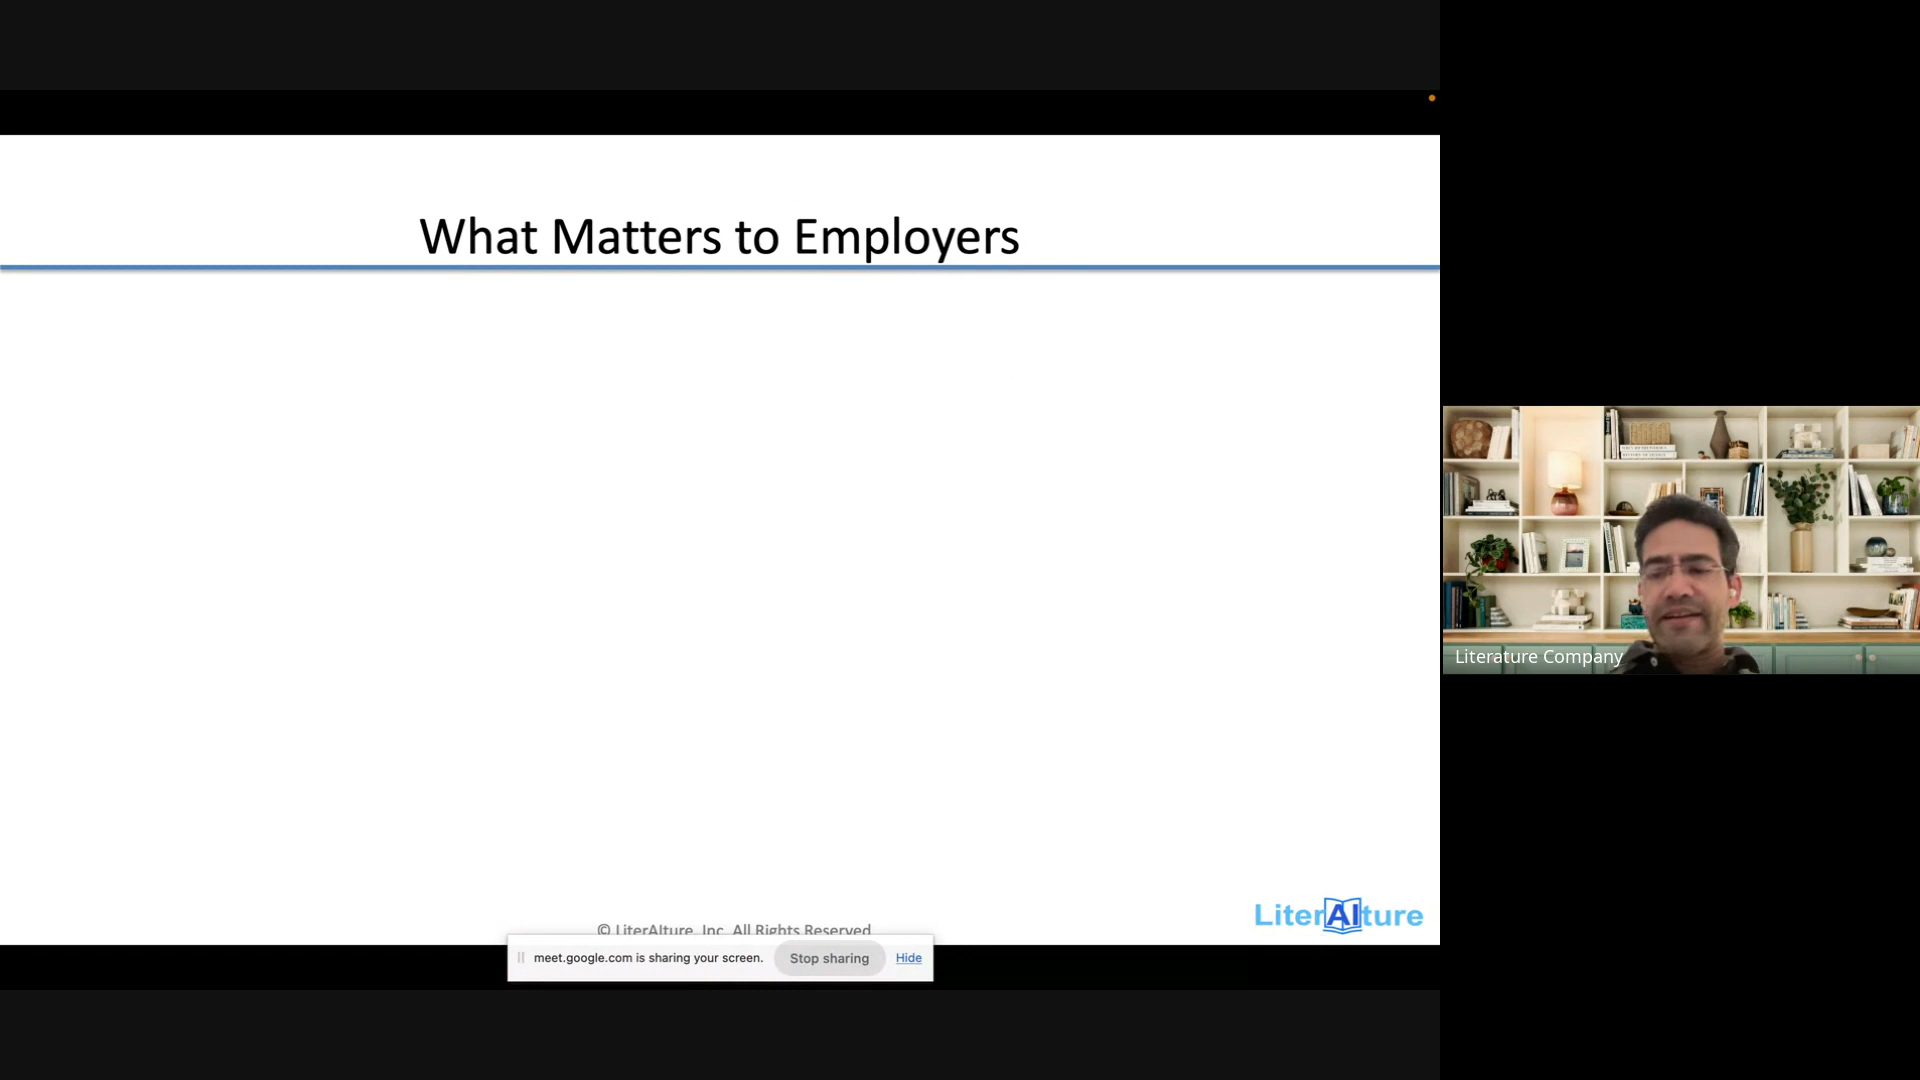 What Matters to Employers
Literature Company
LiterAIture
© LiterAIture, Inc. All Rights Reserved
meet.google.com is sharing your screen.
Stop sharing
Hide